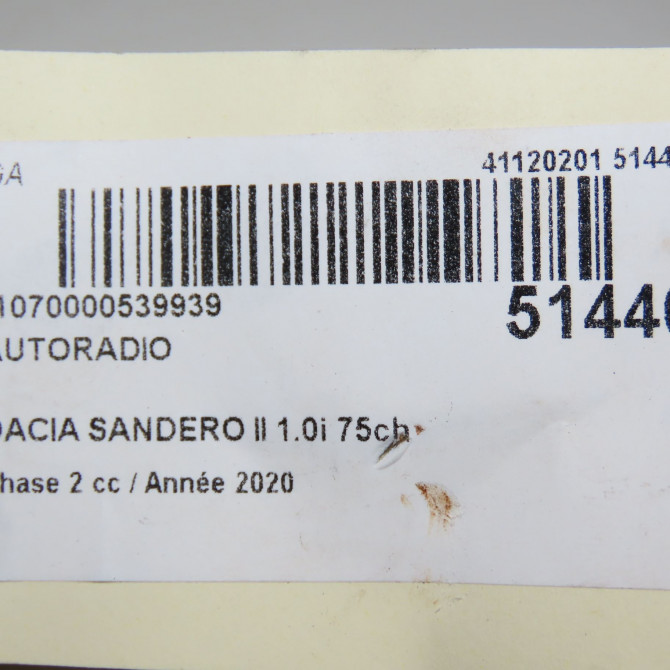 GA 41120201 5144
1070000539939 51440
AUTORADIO
DACIA SANDERO II 1.0i 75ch
hase 2 cc / Année 2020